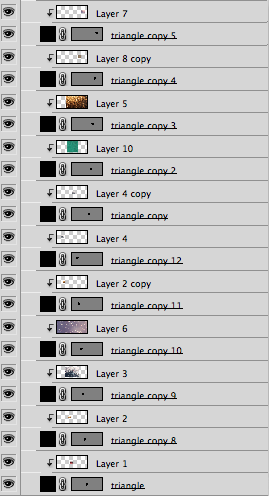 Layer 7
triangle copy 5
Layer 8 copy
triangle copy 4
Layer 5
triangle copy 3
Layer 10
triangle copy 2
Layer 4 copy
triangle copy
Layer 4
triangle copy 12
Layer 2 copy
triangle copy 11
Layer 6
triangle copy 10
Layer 3
triangle copy 9
Layer 2
triangle copy 8
Layer 1
triangle